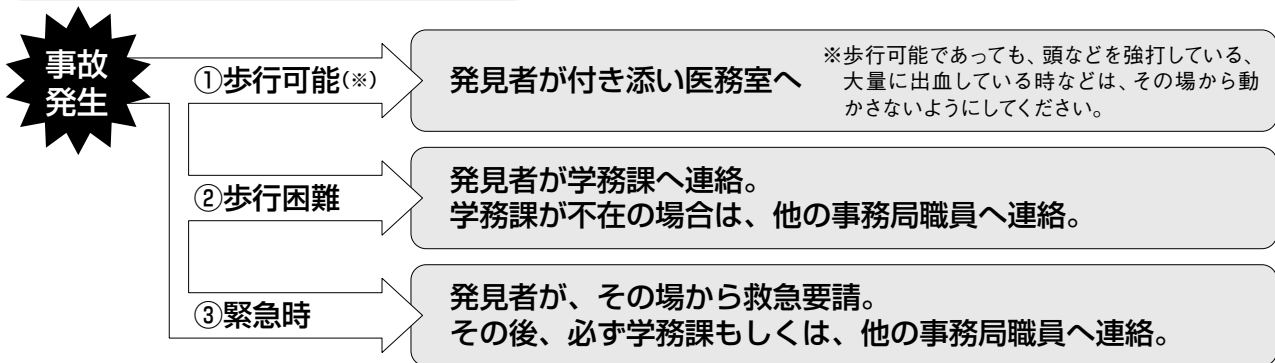 事故
発生
①歩行可能(※)
発見者が付き添い医務室へ
※歩行可能であっても、頭などを強打している、
大量に出血している時などは、その場から動
かさないようにしてください。
②歩行困難
発見者が学務課へ連絡。
学務課が不在の場合は、他の事務局職員へ連絡。
③緊急時
発見者が、その場から救急要請。
その後、必ず学務課もしくは、他の事務局職員へ連絡。